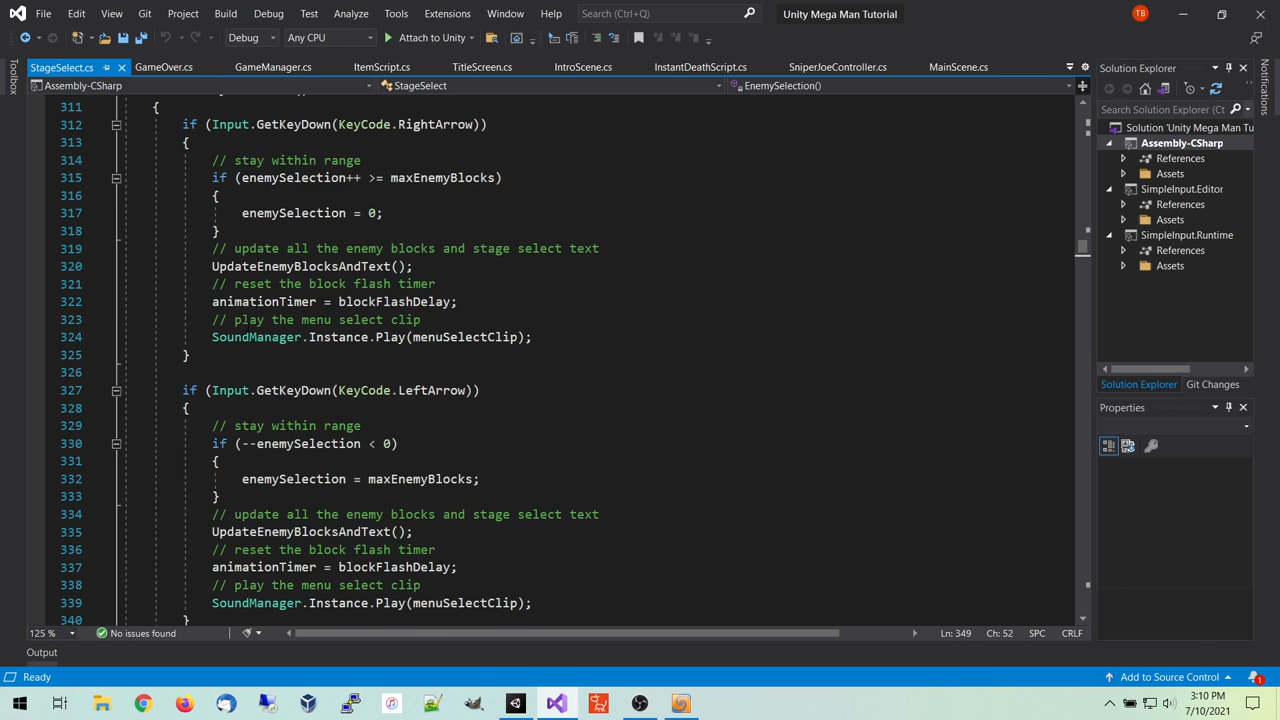 File Edit View Git Project Build Debug Test Analyze Tools Extensions Window Help Search (Ctrl+Q) Unity Mega Man Tutorial TB
Debug Any CPU Attach to Unity
StageSelect.cs GameOver.cs GameManager.cs ItemScript.cs TitleScreen.cs IntroScene.cs InstantDeathScript.cs SniperJoeController.cs MainScene.cs
Toolbox
Assembly-CSharp StageSelect EnemySelection()
311 {
312 if (Input.GetKeyDown(KeyCode.RightArrow))
313 {
314 // stay within range
315 if (enemySelection++ >= maxEnemyBlocks)
316 {
317 enemySelection = 0;
318 }
319 // update all the enemy blocks and stage select text
320 UpdateEnemyBlocksAndText();
321 // reset the block flash timer
322 animationTimer = blockFlashDelay;
323 // play the menu select clip
324 SoundManager.Instance.Play(menuSelectClip);
325 }
326
327 if (Input.GetKeyDown(KeyCode.LeftArrow))
328 {
329 // stay within range
330 if (--enemySelection < 0)
331 {
332 enemySelection = maxEnemyBlocks;
333 }
334 // update all the enemy blocks and stage select text
335 UpdateEnemyBlocksAndText();
336 // reset the block flash timer
337 animationTimer = blockFlashDelay;
338 // play the menu select clip
339 SoundManager.Instance.Play(menuSelectClip);
340 }
125 % No issues found Ln: 349 Ch: 52 SPC CRLF
Output
Solution Explorer
Search Solution Explorer (Ct
Solution 'Unity Mega Man Tu
Assembly-CSharp
References
Assets
SimpleInput.Editor
References
Assets
SimpleInput.Runtime
References
Assets
Solution Explorer Git Changes
Properties
Notifications
Ready Add to Source Control 1
3:10 PM
7/10/2021